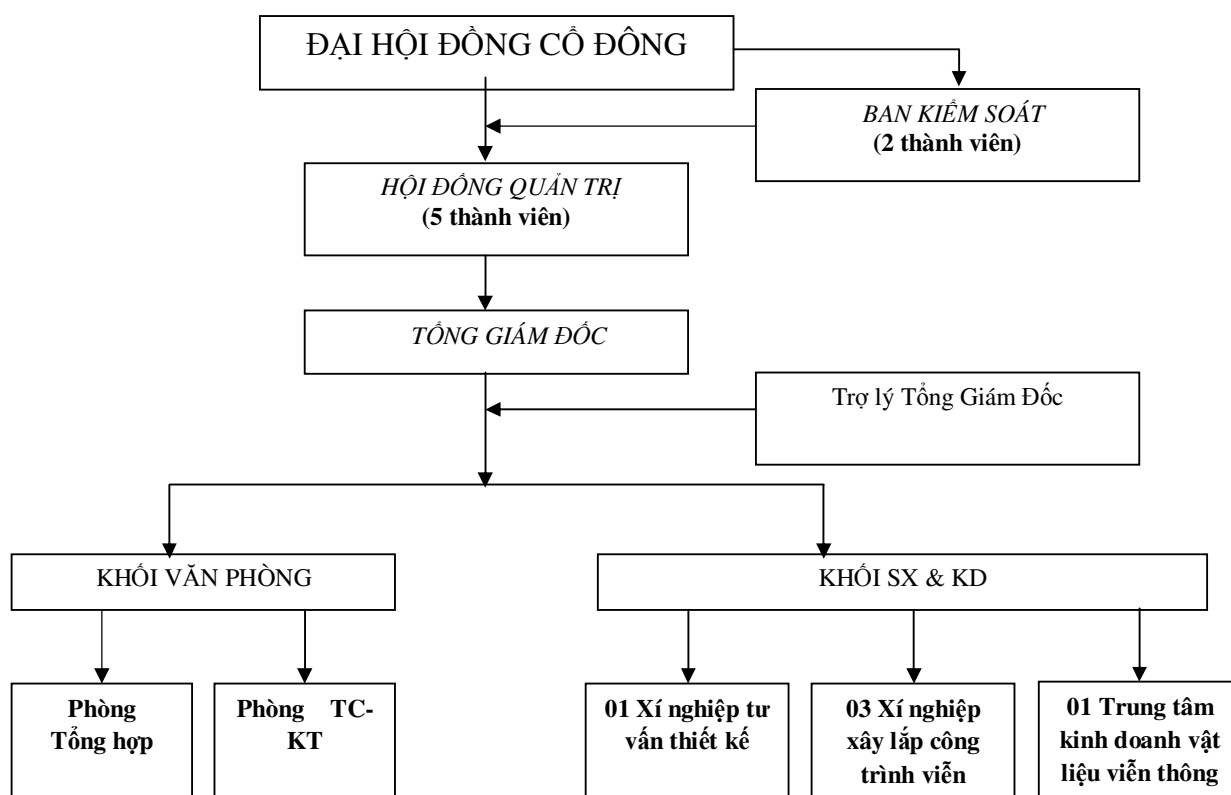 ĐẠI HỘI ĐỒNG CỔ ĐÔNG
BAN KIỂM SOÁT
(2 thành viên)
HỘI ĐỒNG QUẢN TRỊ
(5 thành viên)
TỔNG GIÁM ĐỐC
Trợ lý Tổng Giám Đốc
KHỐI VĂN PHÒNG
KHỐI SX & KD
Phòng
Tổng hợp
Phòng TC-
KT
01 Xí nghiệp tư
vấn thiết kế
03 Xí nghiệp
xây lắp công
trình viễn
01 Trung tâm
kinh doanh vật
liệu viễn thông